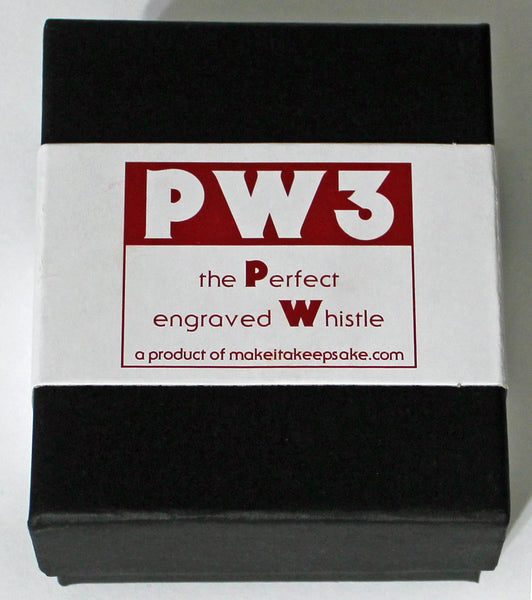 PW3
the Perfect
engraved Whistle
a product of makeitakeepsake.com